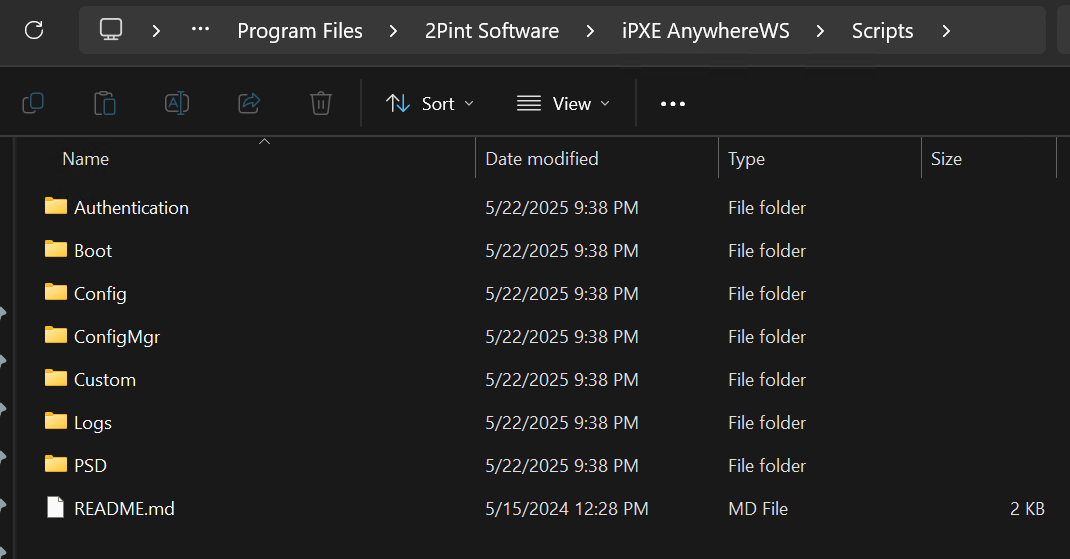 Program Files 2Pint Software iPXE AnywhereWS Scripts
Sort View
Name Date modified Type Size
Authentication 5/22/2025 9:38 PM File folder
Boot 5/22/2025 9:38 PM File folder
Config 5/22/2025 9:38 PM File folder
ConfigMgr 5/22/2025 9:38 PM File folder
Custom 5/22/2025 9:38 PM File folder
Logs 5/22/2025 9:38 PM File folder
PSD 5/22/2025 9:38 PM File folder
README.md 5/15/2024 12:28 PM MD File 2 KB